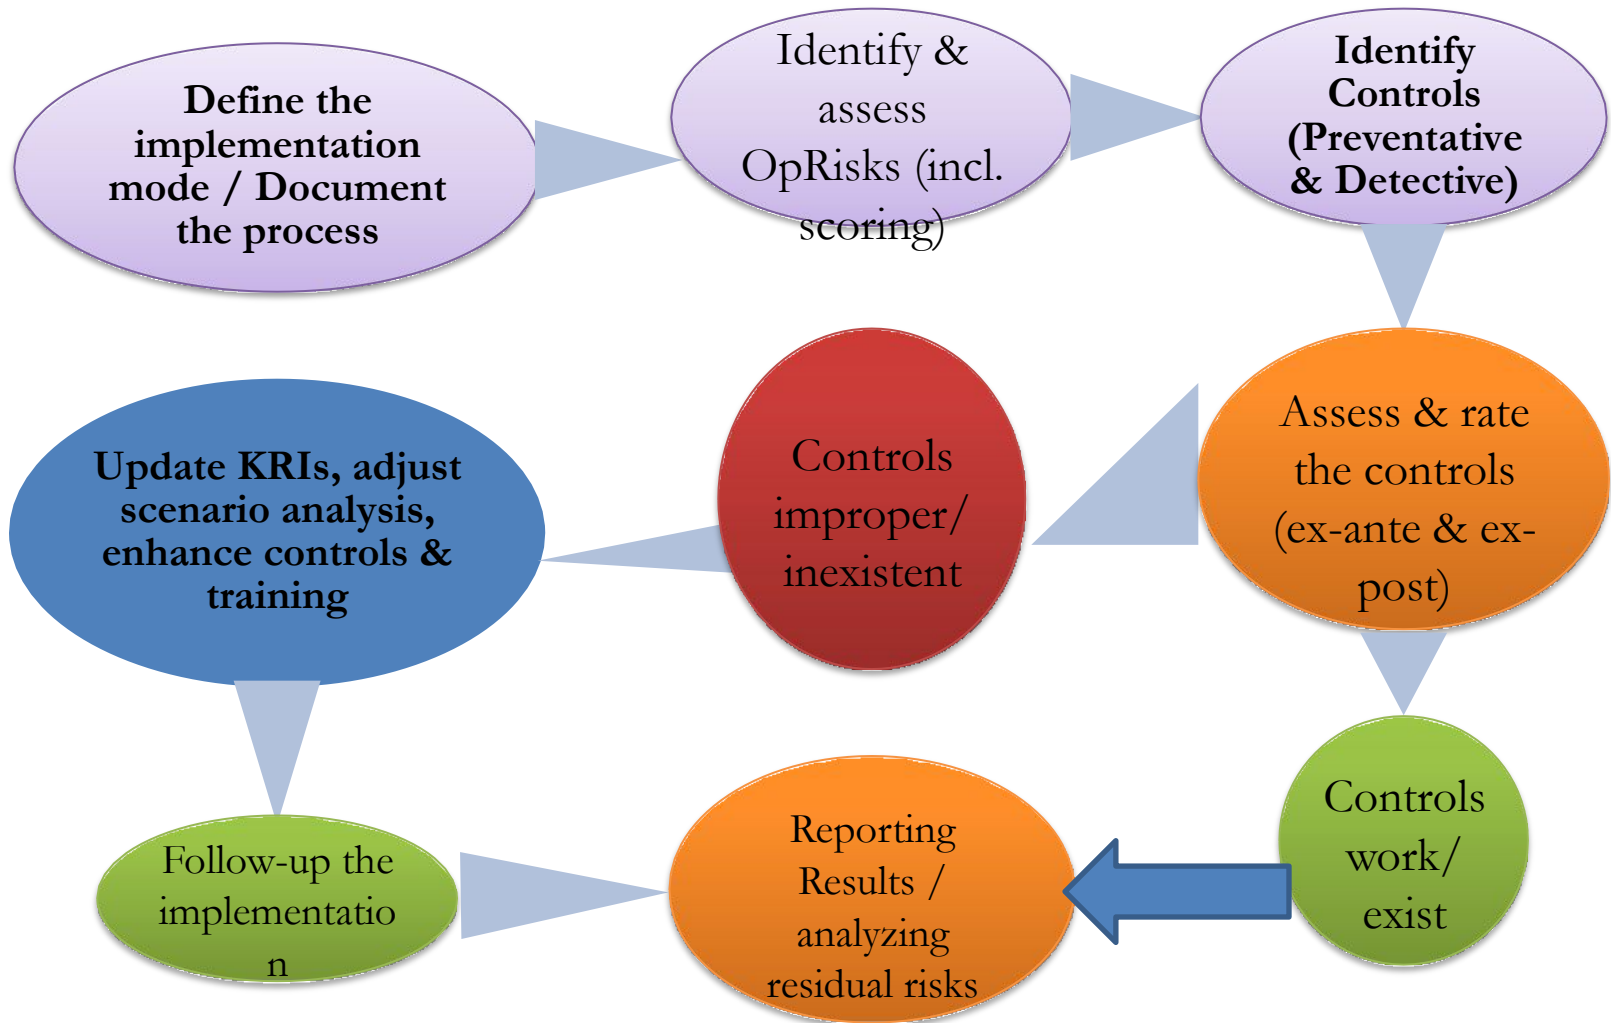 Define the
implementation
mode / Document
the process
Identify &
assess
OpRisks (incl.
scoring)
Identify
Controls
(Preventative
& Detective)
Update KRIs, adjust
scenario analysis,
enhance controls &
training
Controls
improper/
inexistent
Assess & rate
the controls
(ex-ante & ex-
post)
Follow-up the
implementatio
n
Reporting
Results /
analyzing
residual risks
Controls
work/
exist